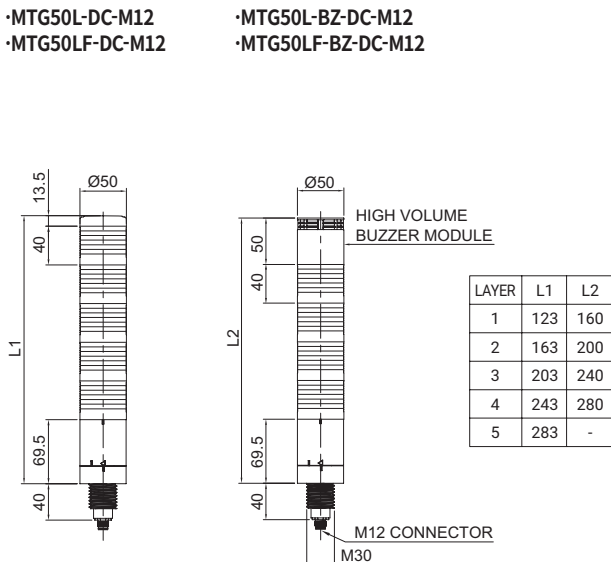 ·MTG50L-DC-M12
·MTG50LF-DC-M12
·MTG50L-BZ-DC-M12
·MTG50LF-BZ-DC-M12
Ø50
13.5
40
L1
69.5
40
Ø50
HIGH VOLUME
BUZZER MODULE
50
40
L2
69.5
40
M12 CONNECTOR
M30
LAYER L1 L2
1 123 160
2 163 200
3 203 240
4 243 280
5 283 -